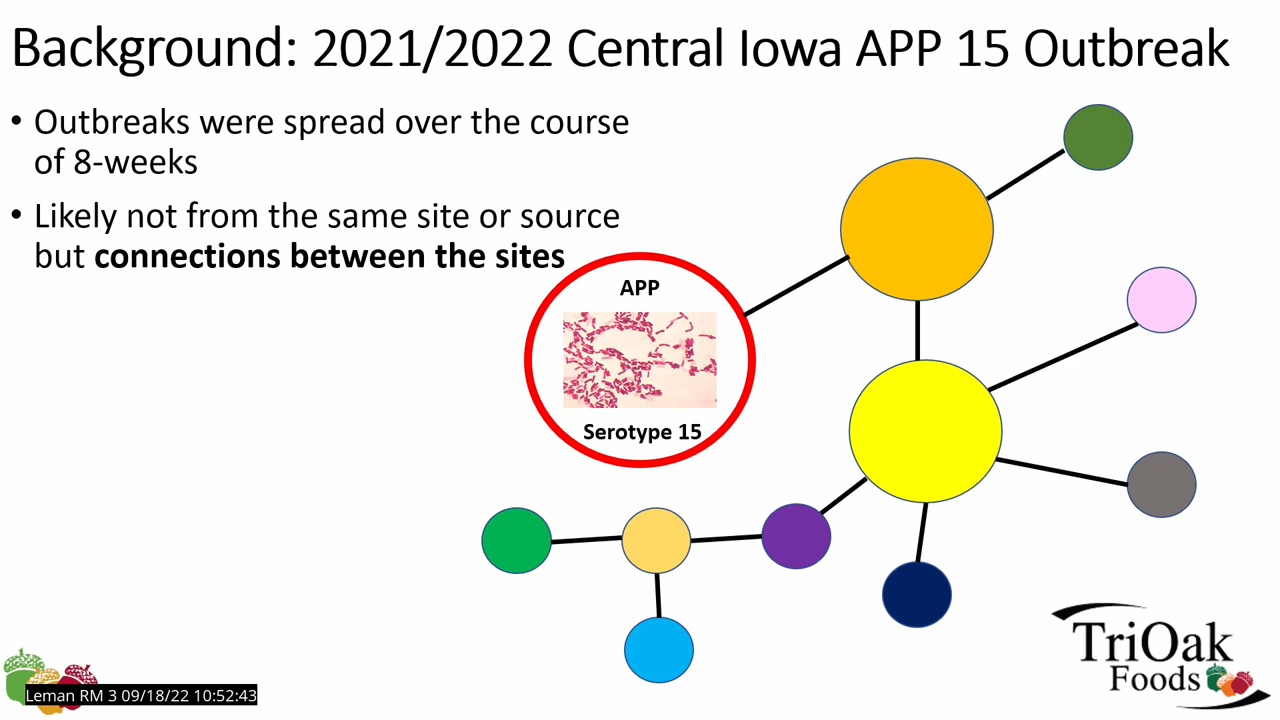 Background: 2021/2022 Central Iowa APP 15 Outbreak
• Outbreaks were spread over the course
of 8-weeks
• Likely not from the same site or source
but connections between the sites
APP
Serotype 15
TriOak
Foods
Leman RM 3 09/18/22 10:52:43